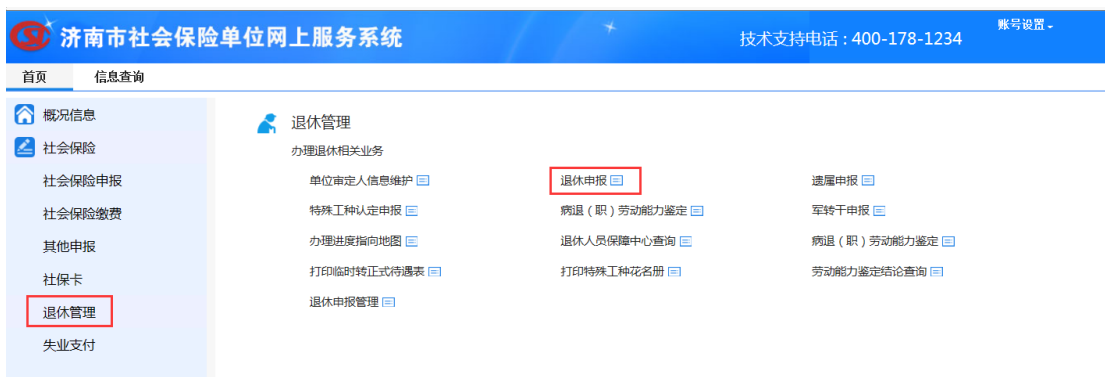 济南市社会保险单位网上服务系统
技术支持电话：400-178-1234
账号设置
首页 信息查询
概况信息
社会保险
社会保险申报
社会保险缴费
其他申报
社保卡
退休管理
失业支付
退休管理
办理退休相关业务
单位审定人信息维护 退休申报 遗属申报
特殊工种认定申报 病退（职）劳动能力鉴定 军转干申报
办理进度指向地图 退休人员保障中心查询 病退（职）劳动能力鉴定
打印临时转正式待遇表 打印特殊工种花名册 劳动能力鉴定结论查询
退休申报管理